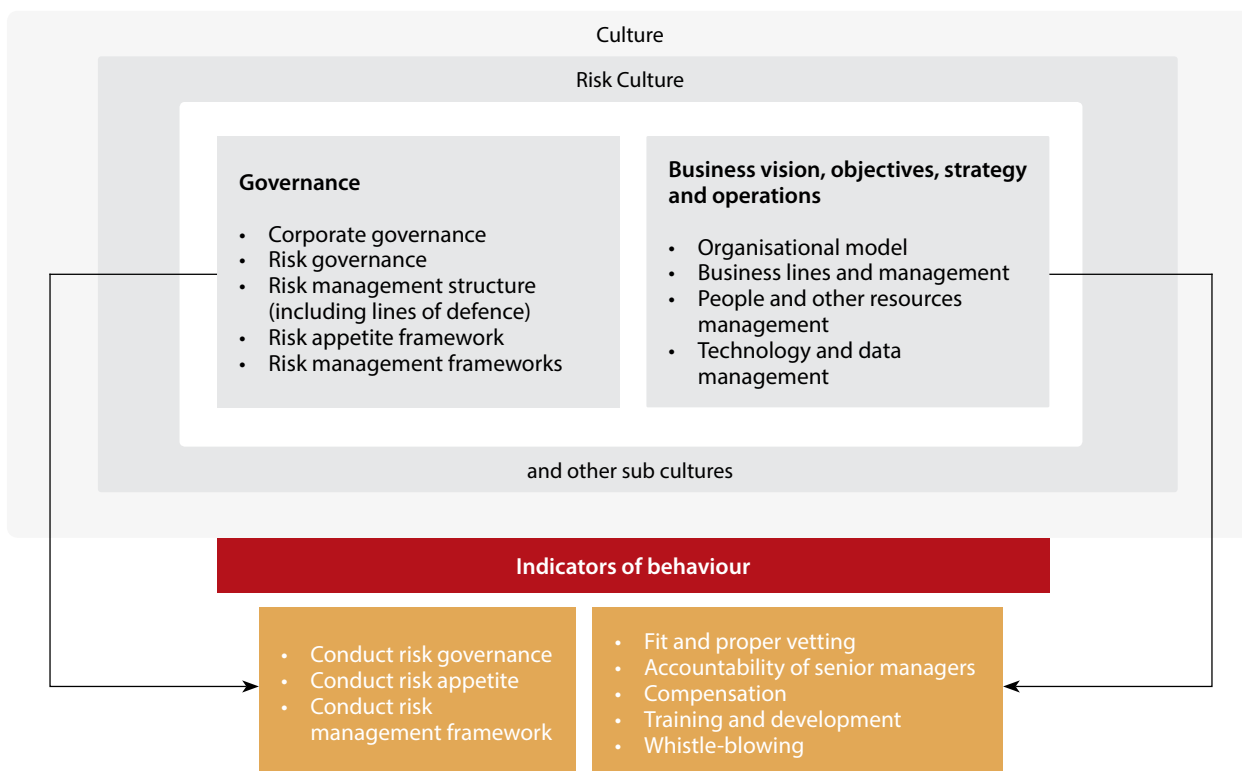 Culture
Risk Culture
Governance
• Corporate governance
• Risk governance
• Risk management structure
(including lines of defence)
• Risk appetite framework
• Risk management frameworks
Business vision, objectives, strategy
and operations
• Organisational model
• Business lines and management
• People and other resources
management
• Technology and data
management
and other sub cultures
Indicators of behaviour
• Conduct risk governance
• Conduct risk appetite
• Conduct risk
management framework
• Fit and proper vetting
• Accountability of senior managers
• Compensation
• Training and development
• Whistle-blowing